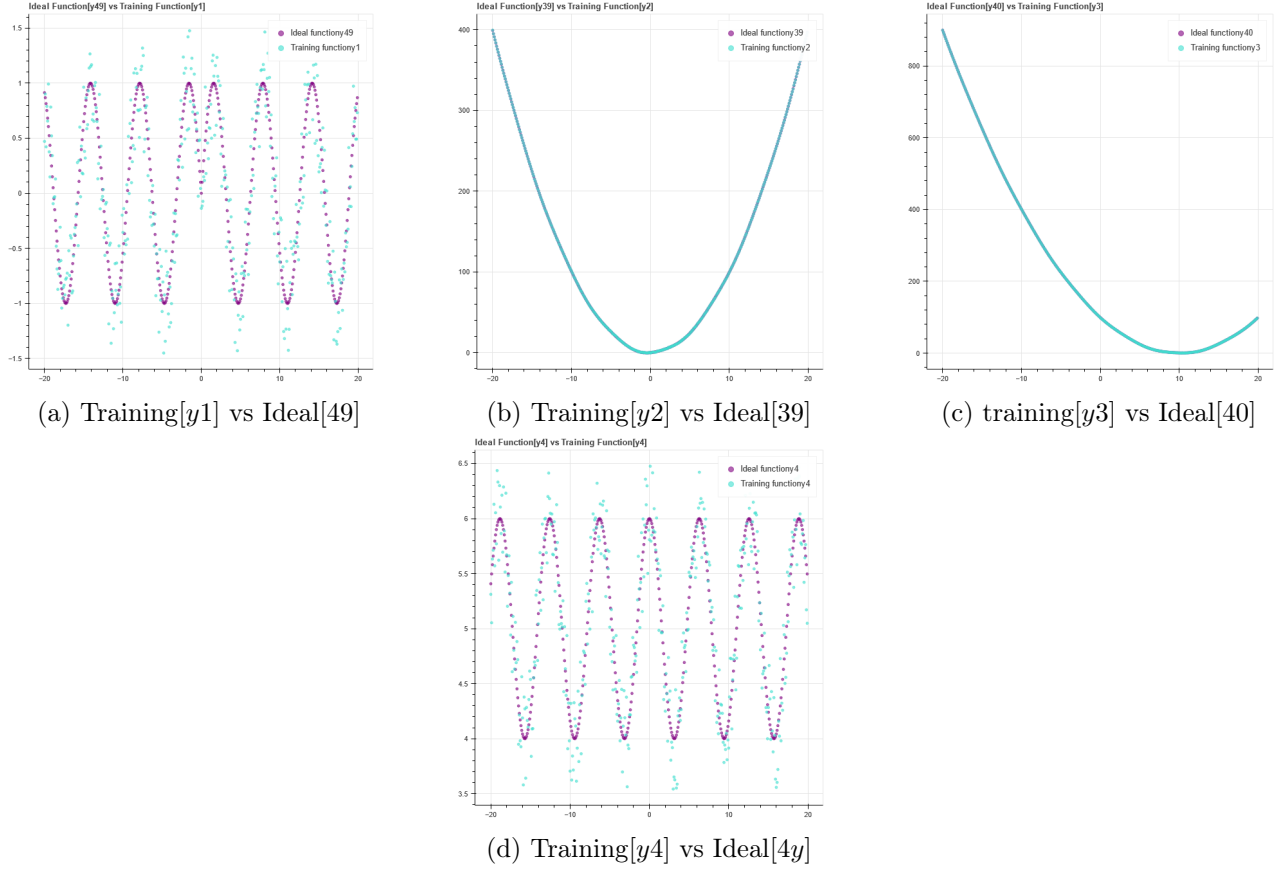 Ideal Function[y49] vs Training Function[y1]
Ideal functiony49
Training functiony1
1.5
1
0.5
0
−0.5
−1
−1.5
−20
−10
0
10
20
(a) Training[y1] vs Ideal[49]
Ideal Function[y39] vs Training Function[y2]
Ideal functiony39
Training functiony2
400
300
200
100
0
−20
−10
0
10
20
(b) Training[y2] vs Ideal[39]
Ideal Function[y40] vs Training Function[y3]
Ideal functiony40
Training functiony3
800
600
400
200
0
−20
−10
0
10
20
(c) training[y3] vs Ideal[40]
Ideal Function[y4] vs Training Function[y4]
Ideal functiony4
Training functiony4
6.5
6
5.5
5
4.5
4
3.5
−20
−10
0
10
20
(d) Training[y4] vs Ideal[4y]